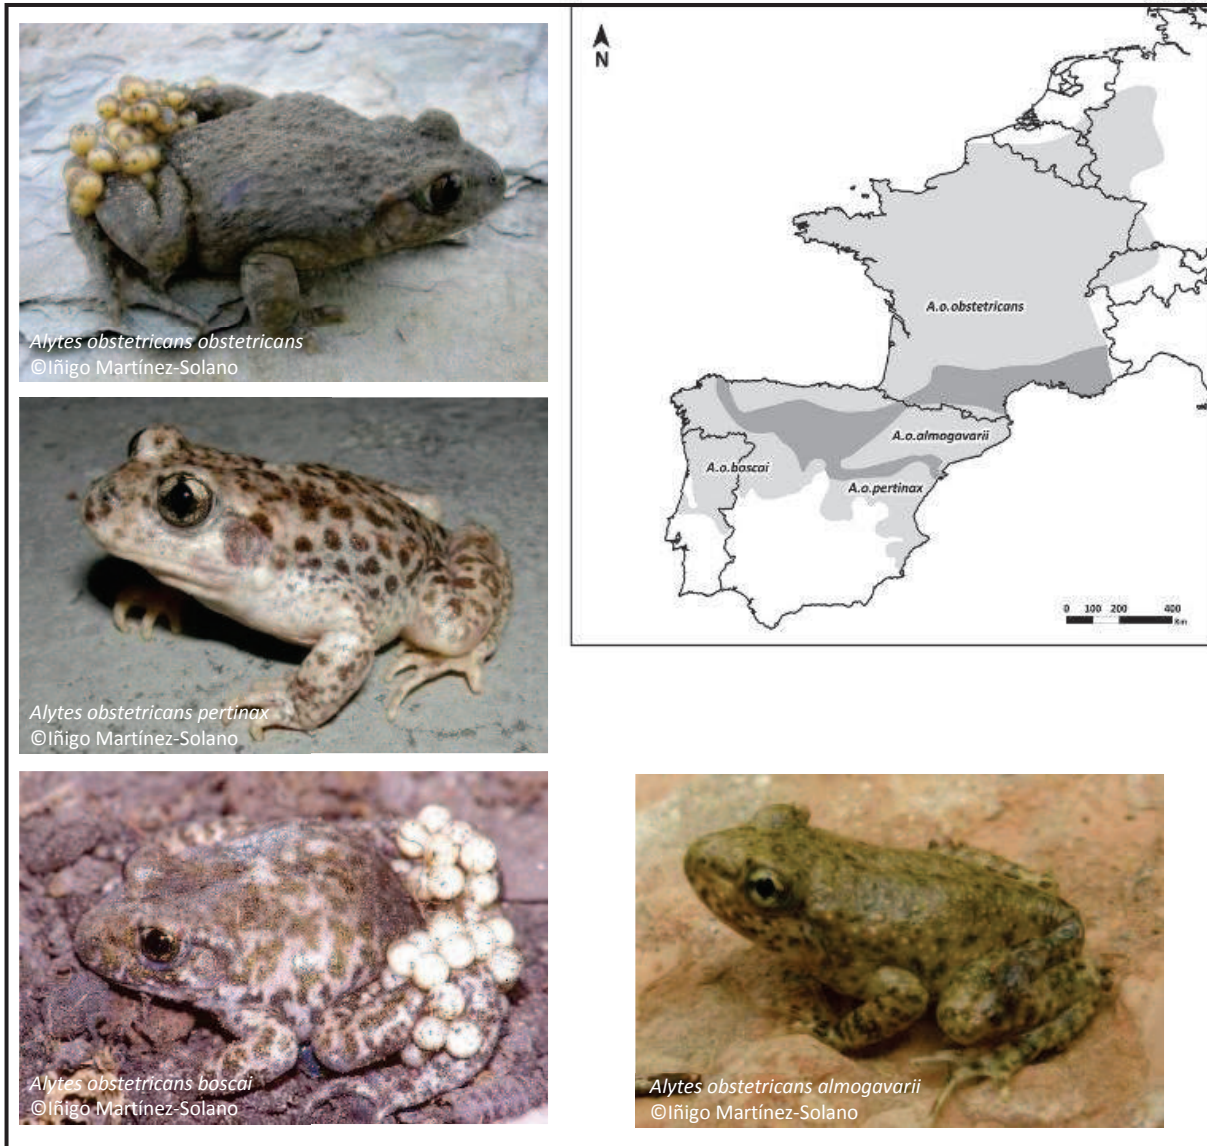 Alytes obstetricans obstetricans
©Iñigo Martínez-Solano
N
A.o.obstetricans
A.o.almogavarii
A.o.boscai
A.o.pertinax
0 100 200 400
Km
Alytes obstetricans pertinax
©Iñigo Martínez-Solano
Alytes obstetricans boscai
©Iñigo Martínez-Solano
Alytes obstetricans almogavarii
©Iñigo Martínez-Solano